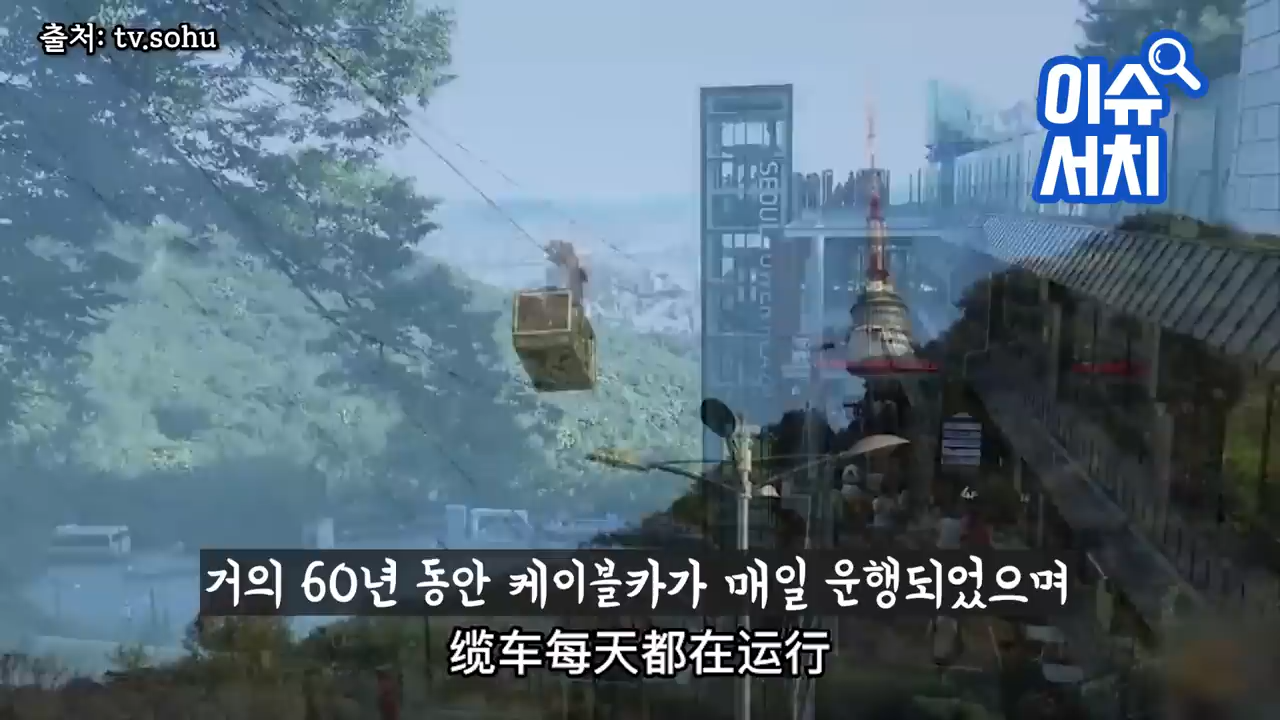 출처: tv.sohu
이슈
서치
SEOUL
거의 60년 동안 케이블카가 매일 운행되었으며
缆车每天都在运行